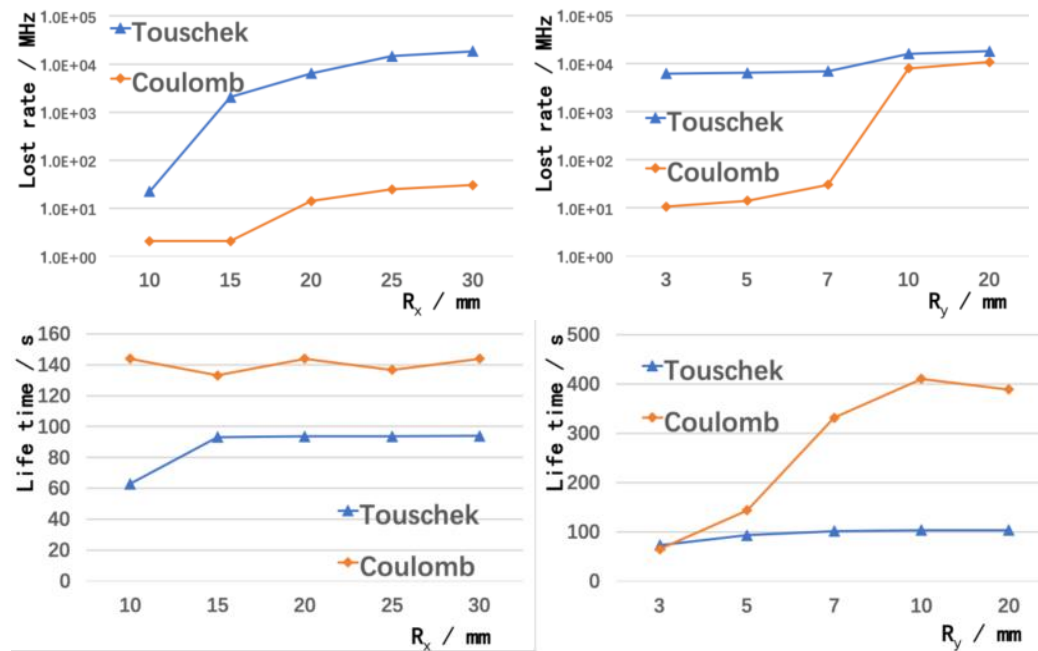 Lost rate / MHz
1.0E+05
1.0E+04
1.0E+03
1.0E+02
1.0E+01
1.0E+00
Touschek
Coulomb
10 15 20 25 30
Rx / mm
Lost rate / MHz
1.0E+05
1.0E+04
1.0E+03
1.0E+02
1.0E+01
1.0E+00
Touschek
Coulomb
3 5 7 10 20
Ry / mm
Life time / s
160
140
120
100
80
60
40
20
0
Touschek
Coulomb
10 15 20 25 30
Rx / mm
Life time / s
500
400
300
200
100
0
Touschek
Coulomb
3 5 7 10 20
Ry / mm